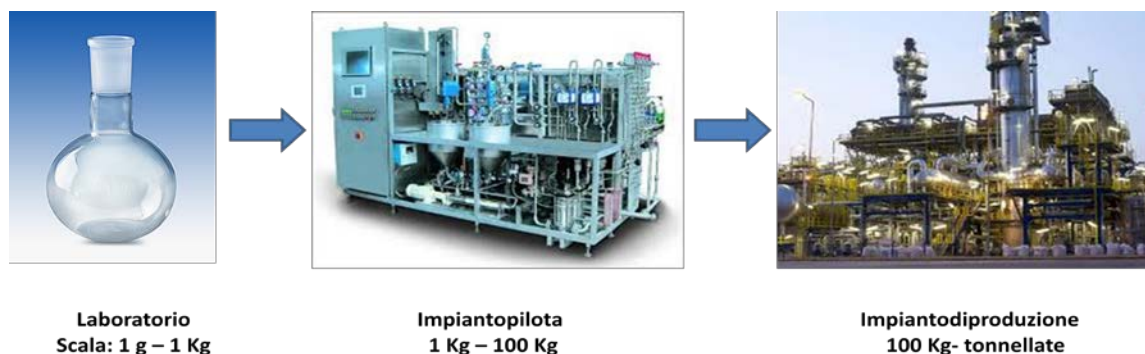 Laboratorio
Scala: 1 g – 1 Kg
Impiantopilota
1 Kg – 100 Kg
Impiantodiproduzione
100 Kg- tonnellate